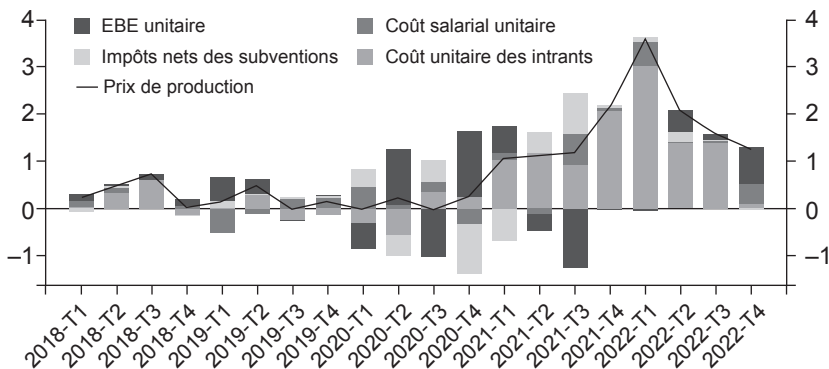 4
3
2
1
0
–1
EBE unitaire
Coût salarial unitaire
Impôts nets des subventions
Coût unitaire des intrants
Prix de production
4
3
2
1
0
–1
2018-T1
2018-T2
2018-T3
2018-T4
2019-T1
2019-T2
2019-T3
2019-T4
2020-T1
2020-T2
2020-T3
2020-T4
2021-T1
2021-T2
2021-T3
2021-T4
2022-T1
2022-T2
2022-T3
2022-T4